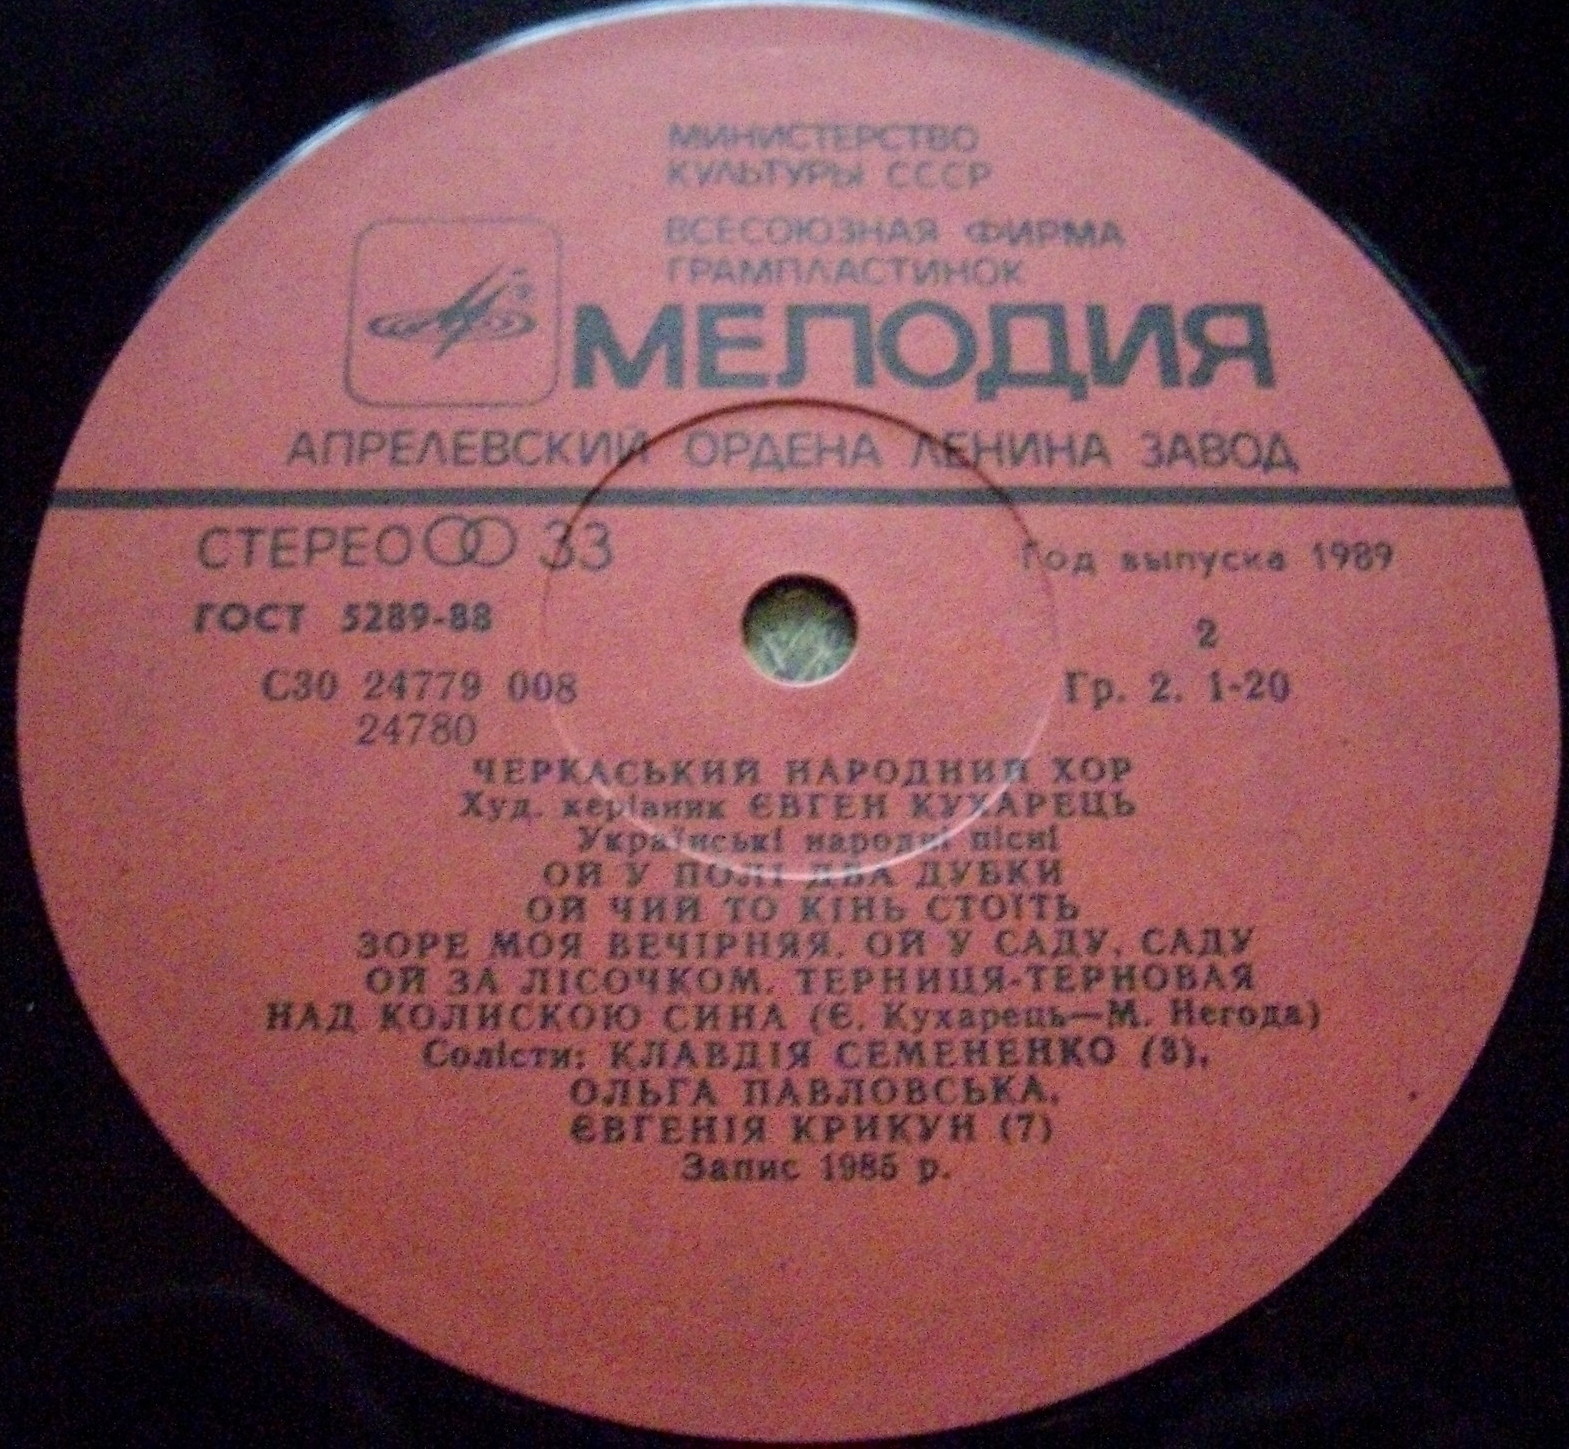 МИНИСТЕРСТВО
КУЛЬТУРЫ СССР
ВСЕСОЮЗНАЯ ФИРМА
ГРАМПЛАСТИНОК
МЕЛОДИЯ
АПРЕЛЕВСКИЙ ОРДЕНА ЛЕНИНА ЗАВОД
СТЕРЕО 33
Год выпуска 1989
ГОСТ 5289-88
2
С30 24779 008
Гр. 2. 1-20
24780
ЧЕРКАСЬКИЙ НАРОДНИЙ ХОР
Худ. керівник ЄВГЕН КУХАРЕЦЬ
Українські народні пісні
ОЙ У ПОЛІ ДВА ДУБКИ
ОЙ ЧИЙ ТО КІНЬ СТОЇТЬ
ЗОРЕ МОЯ ВЕЧІРНЯЯ. ОЙ У САДУ, САДУ
ОЙ ЗА ЛІСОЧКОМ. ТЕРНИЦЯ-ТЕРНОВАЯ
НАД КОЛИСКОЮ СИНА (Є. Кухарець—М. Негода)
Солісти: КЛАВДІЯ СЕМЕНЕНКО (3),
ОЛЬГА ПАВЛОВСЬКА,
ЄВГЕНІЯ КРИКУН (7)
Запис 1985 р.